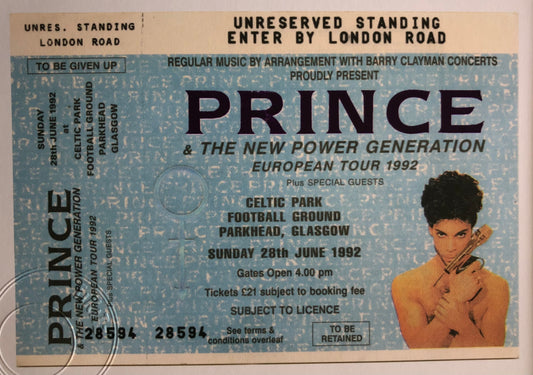 UNRES. STANDING
LONDON ROAD
TO BE GIVEN UP
SUNDAY
28th JUNE 1992
at
CELTIC PARK
FOOTBALL GROUND
PARKHEAD
GLASGOW
PRINCE
& THE NEW POWER GENERATION
EUROPEAN TOUR 1992
Plus SPECIAL GUESTS
28594
UNRESERVED STANDING
ENTER BY LONDON ROAD
REGULAR MUSIC BY ARRANGEMENT WITH BARRY CLAYMAN CONCERTS
PROUDLY PRESENT
PRINCE
& THE NEW POWER GENERATION
EUROPEAN TOUR 1992
Plus SPECIAL GUESTS
CELTIC PARK
FOOTBALL GROUND
PARKHEAD, GLASGOW
SUNDAY 28th JUNE 1992
Gates Open 4.00 pm
Tickets £21 subject to booking fee
SUBJECT TO LICENCE
28594
See terms &
conditions overleaf
TO BE
RETAINED